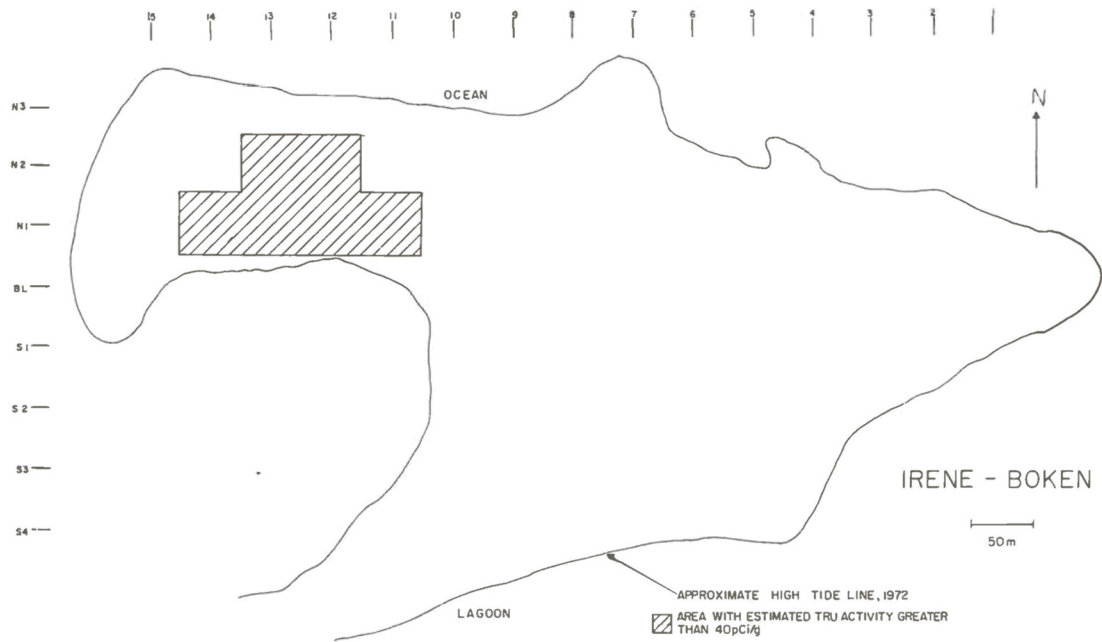 15 14 13 12 11 10 9 8 7 6 5 4 3 2 1
OCEAN
N
N3
N2
N1
BL
S1
S2
S3
S4
IRENE - BOKEN
50m
APPROXIMATE HIGH TIDE LINE, 1972
LAGOON
AREA WITH ESTIMATED TRU ACTIVITY GREATER
THAN 40pCi/g